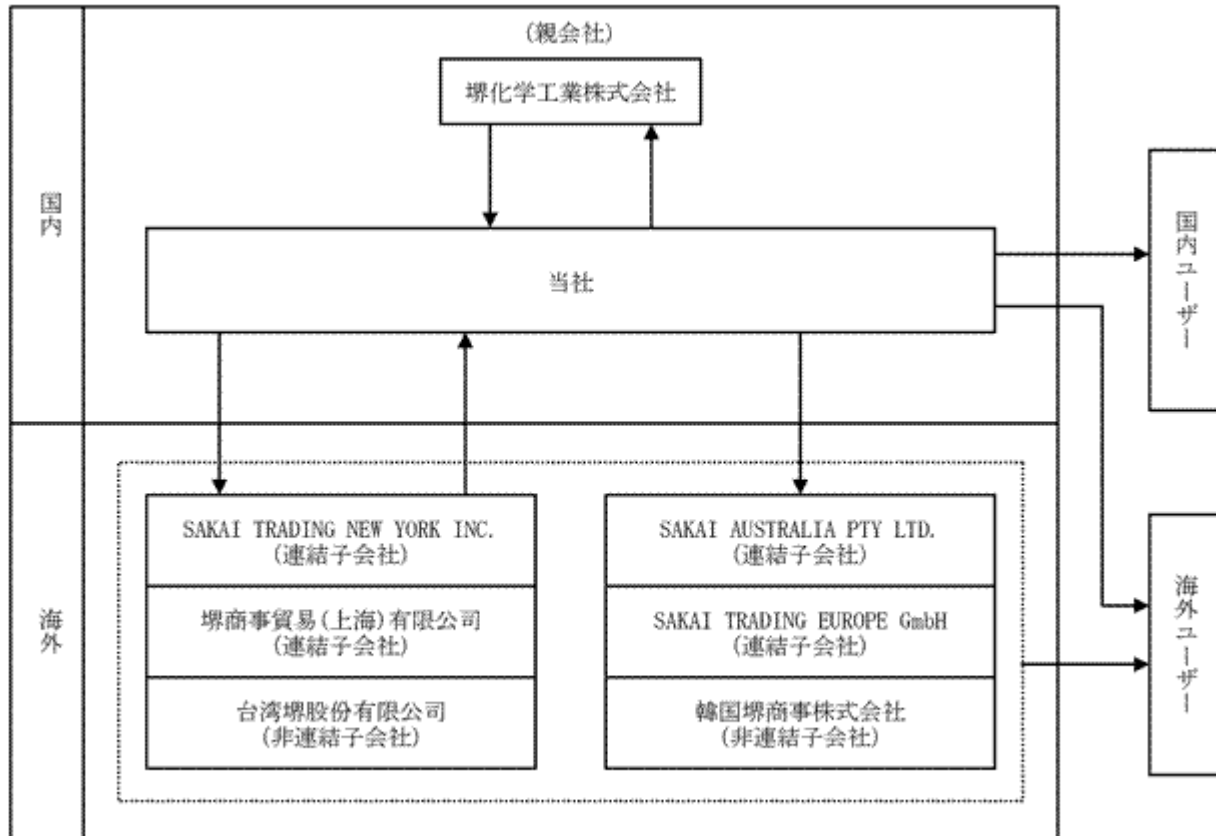 (親会社)
堺化学工業株式会社
国内
当社
国内ユーザー
海外
SAKAI TRADING NEW YORK INC.
(連結子会社)
堺商事貿易(上海)有限公司
(連結子会社)
台湾堺股份有限公司
(非連結子会社)
SAKAI AUSTRALIA PTY LTD.
(連結子会社)
SAKAI TRADING EUROPE GmbH
(連結子会社)
韓国堺商事株式会社
(非連結子会社)
海外ユーザー